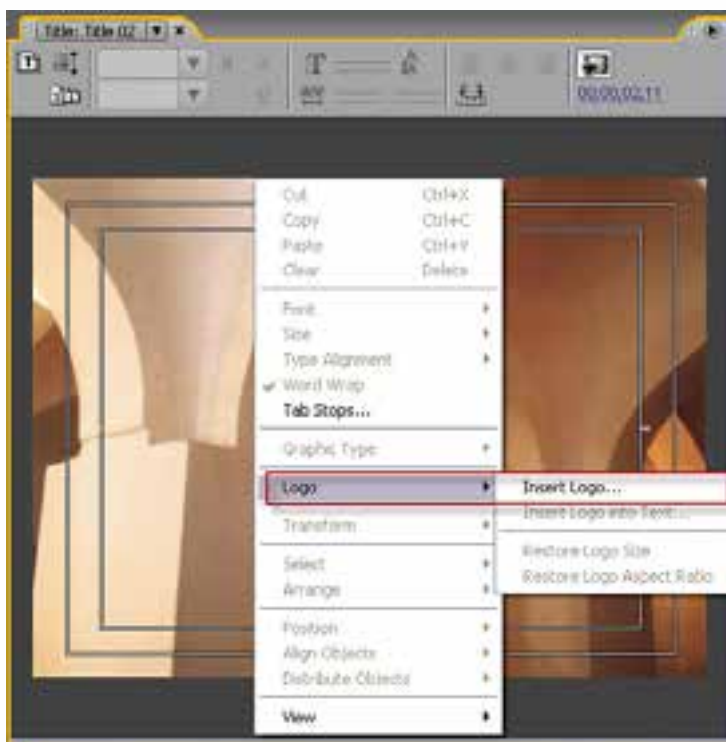 Title: Title 02
00;00;02;11
Cut Ctrl+X
Copy Ctrl+C
Paste Ctrl+V
Clear Delete
Font
Size
Type Alignment
Word Wrap
Tab Stops...
Graphic Type
Logo
Insert Logo...
Insert Logo into Text...
Transform
Restore Logo Size
Select
Restore Logo Aspect Ratio
Arrange
Position
Align Objects
Distribute Objects
View